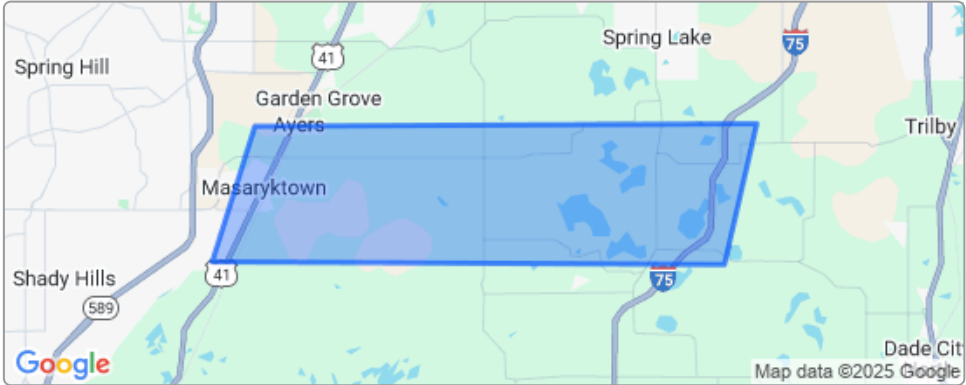 Spring Lake
75
41
Spring Hill
Garden Grove
Ayers
Trilby
Masaryktown
41
Shady Hills
75
589
Dade Cit
Google
Map data ©2025 Google